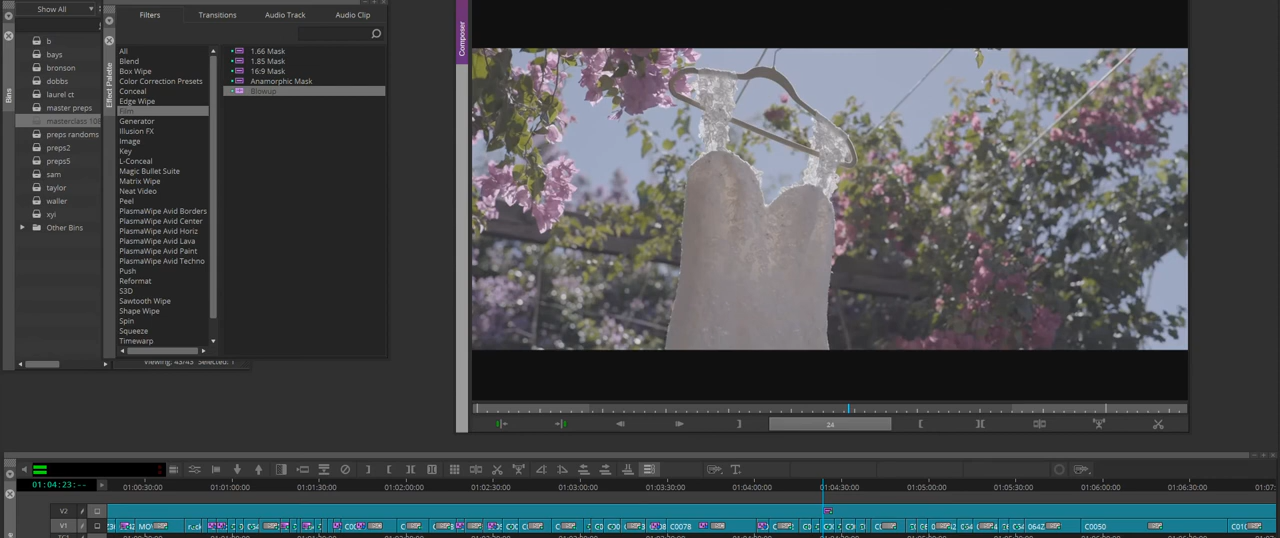 Show All
Filters
Transitions
Audio Track
Audio Clip
Bins
Effect Palette
Composer
b
bays
bronson
dobbs
laurel ct
master preps
masterclass 108
preps randoms
preps2
preps5
sam
taylor
waller
xyi
Other Bins
All
Blend
Box Wipe
Color Correction Presets
Conceal
Edge Wipe
Film
Generator
Illusion FX
Image
Key
L-Conceal
Magic Bullet Suite
Matrix Wipe
Neat Video
Peel
PlasmaWipe Avid Borders
PlasmaWipe Avid Center
PlasmaWipe Avid Horiz
PlasmaWipe Avid Lava
PlasmaWipe Avid Paint
PlasmaWipe Avid Techno
Push
Reformat
S3D
Sawtooth Wipe
Shape Wipe
Spin
Squeeze
Timewarp
1.66 Mask
1.85 Mask
16:9 Mask
Anamorphic Mask
Blowup
Viewing: 43/43 Selected: 1
24
01:04:23:--
01:00:30:00 01:01:00:00 01:01:30:00 01:02:00:00 01:02:30:00 01:03:00:00 01:03:30:00 01:04:00:00 01:04:30:00 01:05:00:00 01:05:30:00 01:06:00:00 01:06:30:00 01:07:
V2
V1 C0078 C0050